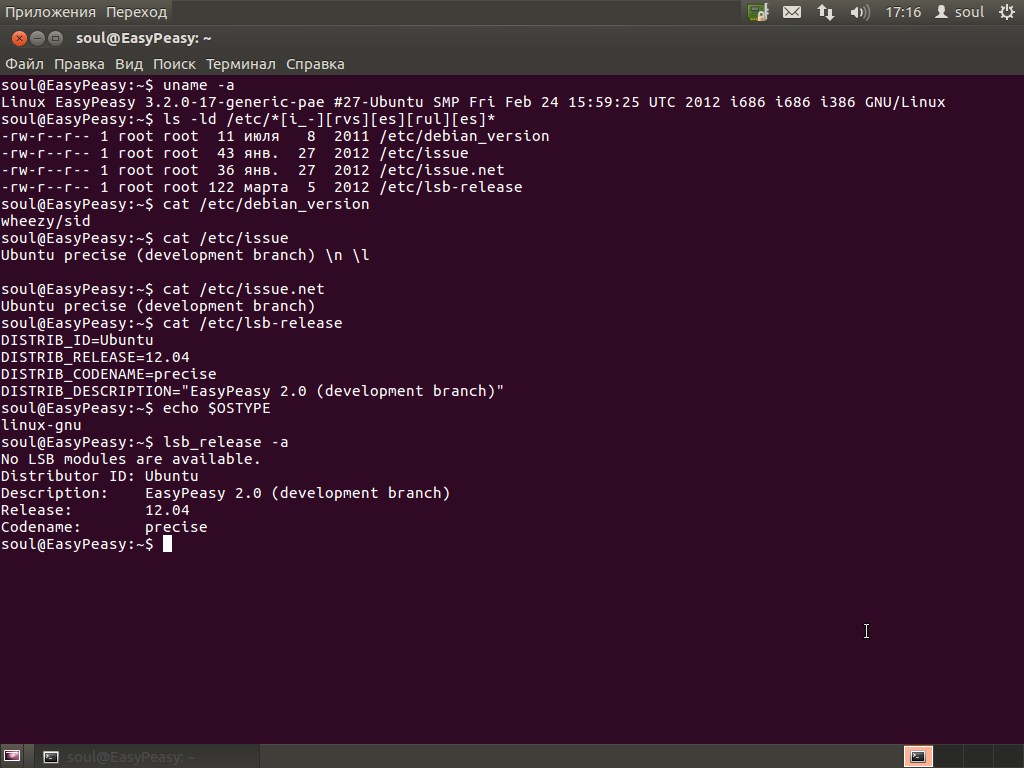 Приложения Переход 17:16 soul
soul@EasyPeasy: ~
Файл Правка Вид Поиск Терминал Справка
soul@EasyPeasy:~$ uname -a
Linux EasyPeasy 3.2.0-17-generic-pae #27-Ubuntu SMP Fri Feb 24 15:59:25 UTC 2012 i686 i686 i386 GNU/Linux
soul@EasyPeasy:~$ ls -ld /etc/*[i_-][rvs][es][rul][es]*
-rw-r--r-- 1 root root  11 июля   8  2011 /etc/debian_version
-rw-r--r-- 1 root root  43 янв.  27  2012 /etc/issue
-rw-r--r-- 1 root root  36 янв.  27  2012 /etc/issue.net
-rw-r--r-- 1 root root 122 марта  5  2012 /etc/lsb-release
soul@EasyPeasy:~$ cat /etc/debian_version
wheezy/sid
soul@EasyPeasy:~$ cat /etc/issue
Ubuntu precise (development branch) \n \l
soul@EasyPeasy:~$ cat /etc/issue.net
Ubuntu precise (development branch)
soul@EasyPeasy:~$ cat /etc/lsb-release
DISTRIB_ID=Ubuntu
DISTRIB_RELEASE=12.04
DISTRIB_CODENAME=precise
DISTRIB_DESCRIPTION="EasyPeasy 2.0 (development branch)"
soul@EasyPeasy:~$ echo $OSTYPE
linux-gnu
soul@EasyPeasy:~$ lsb_release -a
No LSB modules are available.
Distributor ID: Ubuntu
Description:    EasyPeasy 2.0 (development branch)
Release:        12.04
Codename:       precise
soul@EasyPeasy:~$
soul@EasyPeasy: ~